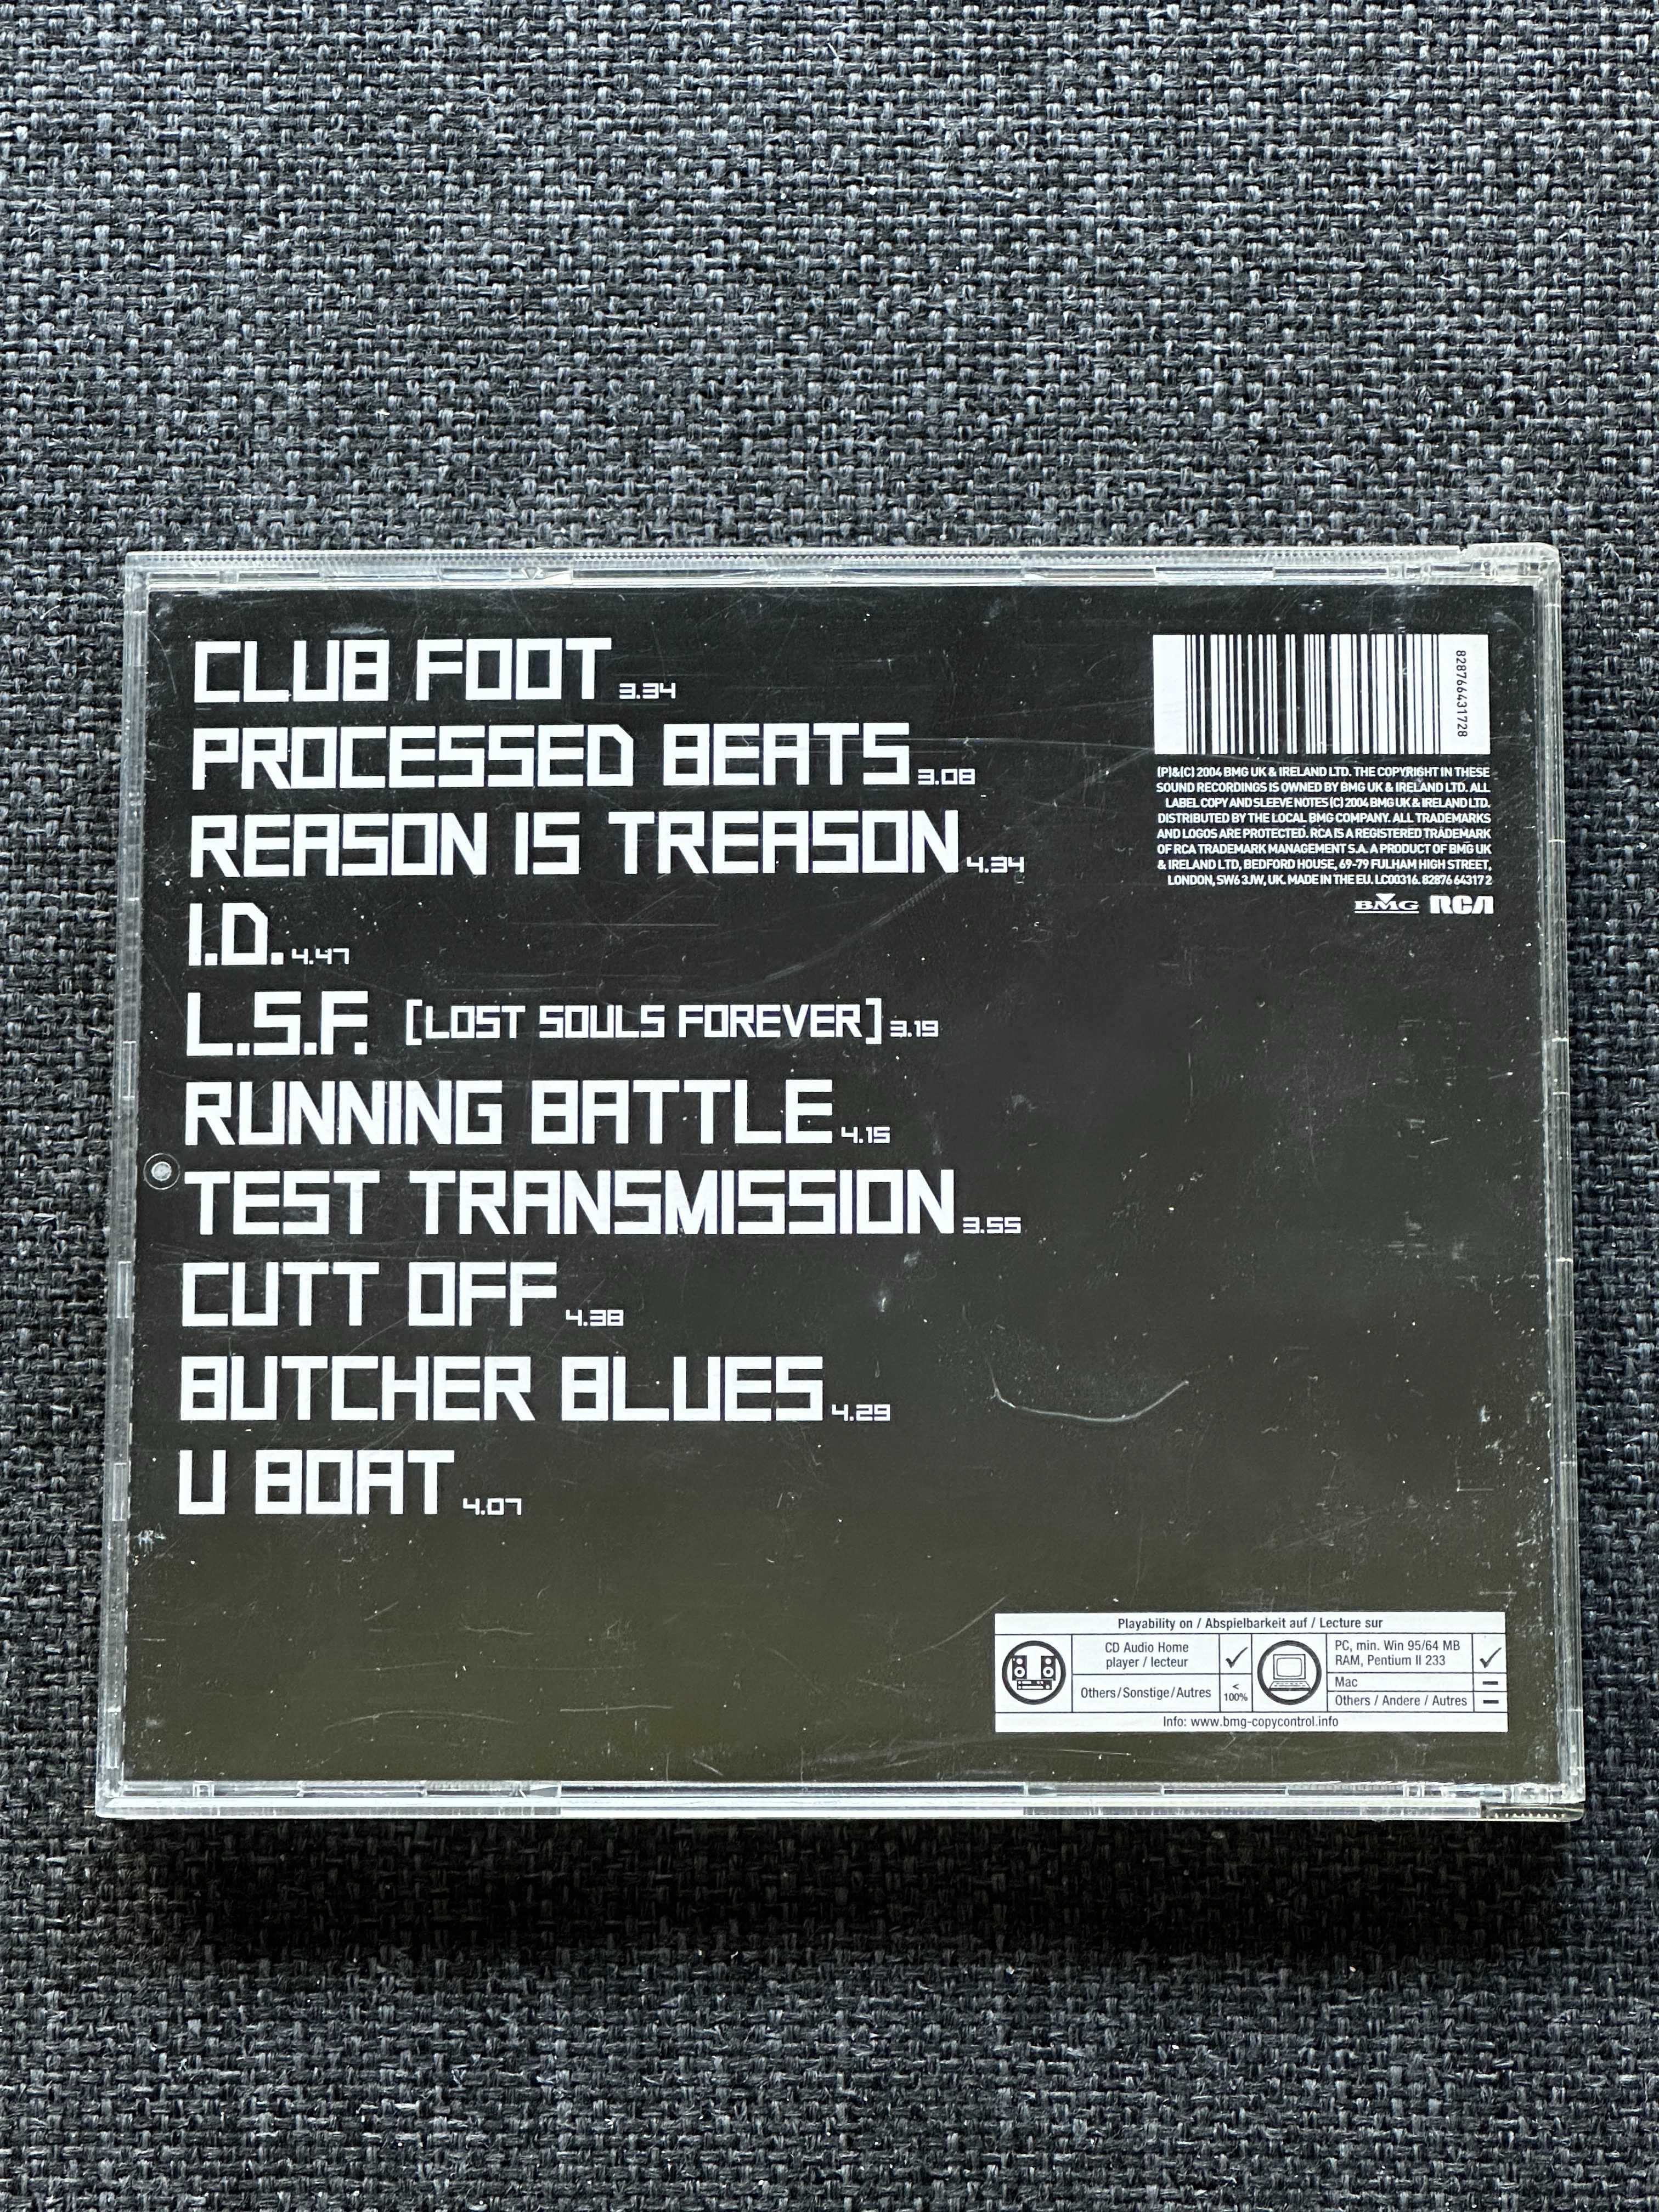 CLUB FOOT 3.34
PROCESSED BEATS 3.08
REASON IS TREASON 4.34
I.D. 4.47
L.S.F. [LOST SOULS FOREVER] 3.19
RUNNING BATTLE 4.15
TEST TRANSMISSION 3.55
CUTT OFF 4.38
BUTCHER BLUES 4.29
U BOAT 4.07
828766431728
(P)&(C) 2004 BMG UK & IRELAND LTD. THE COPYRIGHT IN THESE
SOUND RECORDINGS IS OWNED BY BMG UK & IRELAND LTD. ALL
LABEL COPY AND SLEEVE NOTES (C) 2004 BMG UK & IRELAND LTD.
DISTRIBUTED BY THE LOCAL BMG COMPANY. ALL TRADEMARKS
AND LOGOS ARE PROTECTED. RCA IS A REGISTERED TRADEMARK
OF RCA TRADEMARK MANAGEMENT S.A. A PRODUCT OF BMG UK
& IRELAND LTD, BEDFORD HOUSE, 69-79 FULHAM HIGH STREET,
LONDON, SW6 3JW, UK. MADE IN THE EU. LC00316. 82876 64317 2
BMG RCA
Playability on / Abspielbarkeit auf / Lecture sur
CD Audio Home
player / lecteur
Others/Sonstige/Autres
< 100%
PC, min. Win 95/64 MB
RAM, Pentium II 233
Mac –
Others / Andere / Autres –
Info: www.bmg-copycontrol.info